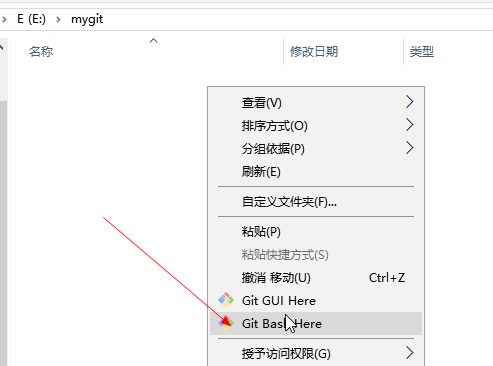 E (E:) > mygit
名称 修改日期 类型
查看(V)
排序方式(O)
分组依据(P)
刷新(E)
自定义文件夹(F)...
粘贴(P)
粘贴快捷方式(S)
撤消 移动(U) Ctrl+Z
Git GUI Here
Git Bash Here
授予访问权限(G)